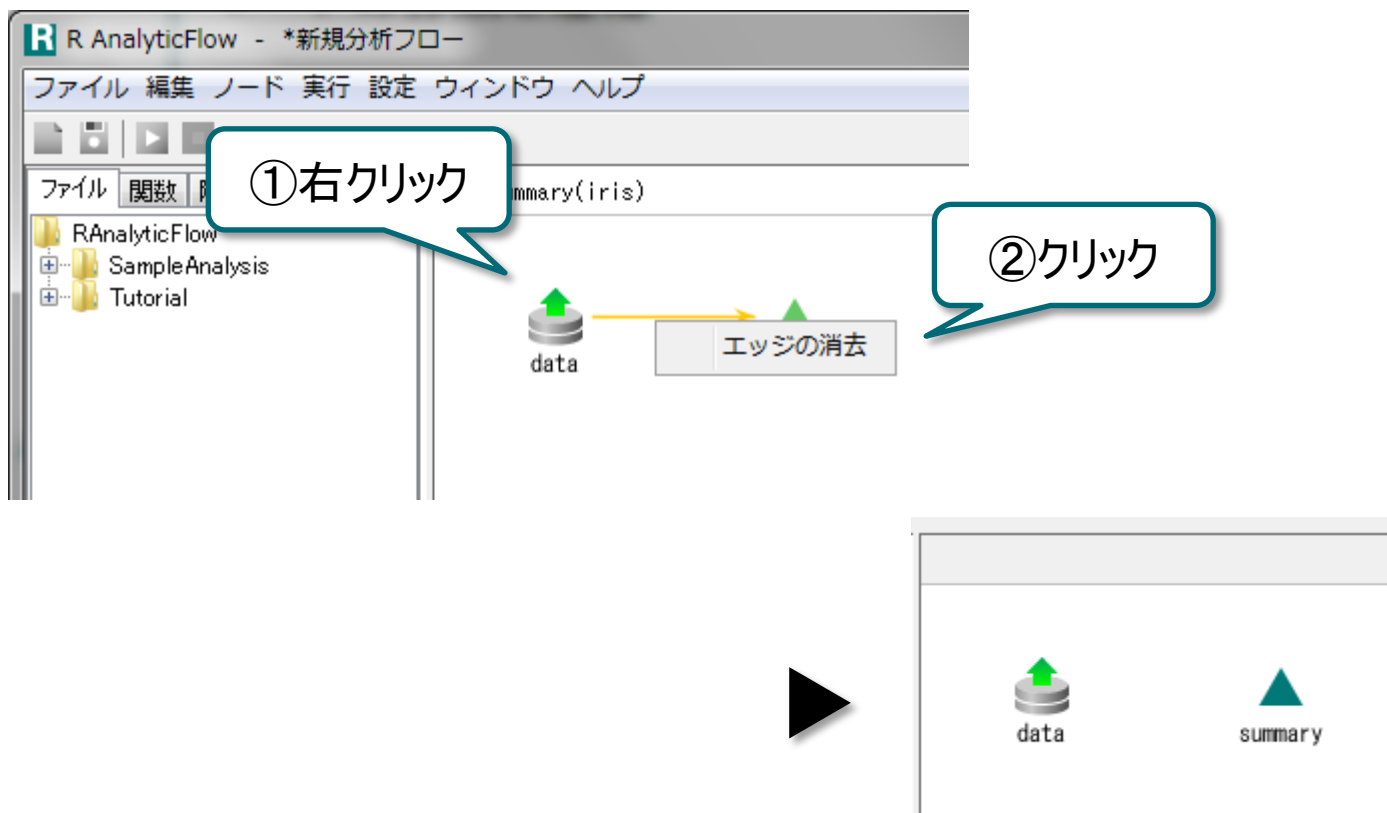 R R AnalyticFlow - *新規分析フロー
ファイル 編集 ノード 実行 設定 ウィンドウ ヘルプ
①右クリック
ファイル 関数
mmary(iris)
RAnalyticFlow
SampleAnalysis
Tutorial
②クリック
エッジの消去
data
data
summary